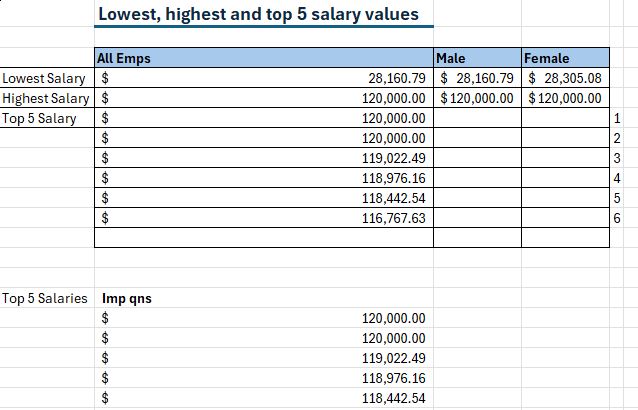 Lowest, highest and top 5 salary values
All Emps Male Female
Lowest Salary $ 28,160.79 $ 28,160.79 $ 28,305.08
Highest Salary $ 120,000.00 $ 120,000.00 $ 120,000.00
Top 5 Salary $ 120,000.00 1
$ 120,000.00 2
$ 119,022.49 3
$ 118,976.16 4
$ 118,442.54 5
$ 116,767.63 6
Top 5 Salaries Imp qns
$ 120,000.00
$ 120,000.00
$ 119,022.49
$ 118,976.16
$ 118,442.54